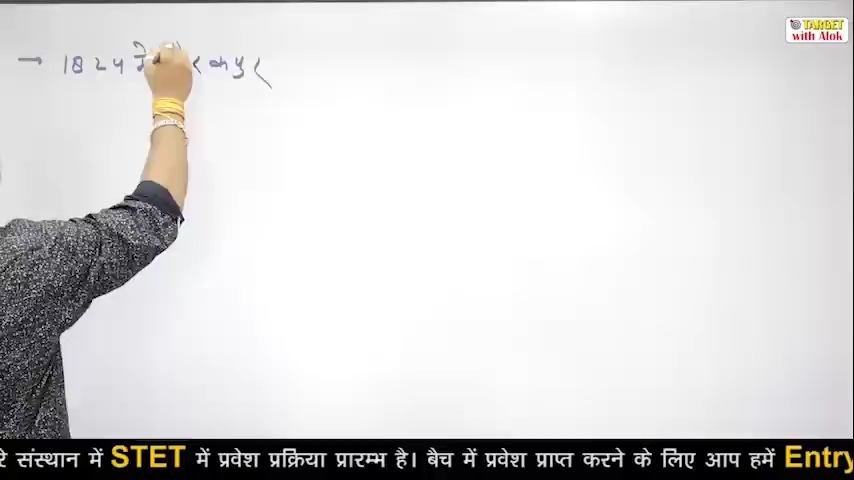 TARGET
with Alok
→ 1824 में
रे संस्थान में STET में प्रवेश प्रक्रिया प्रारम्भ है। बैच में प्रवेश प्राप्त करने के लिए आप हमें Entry